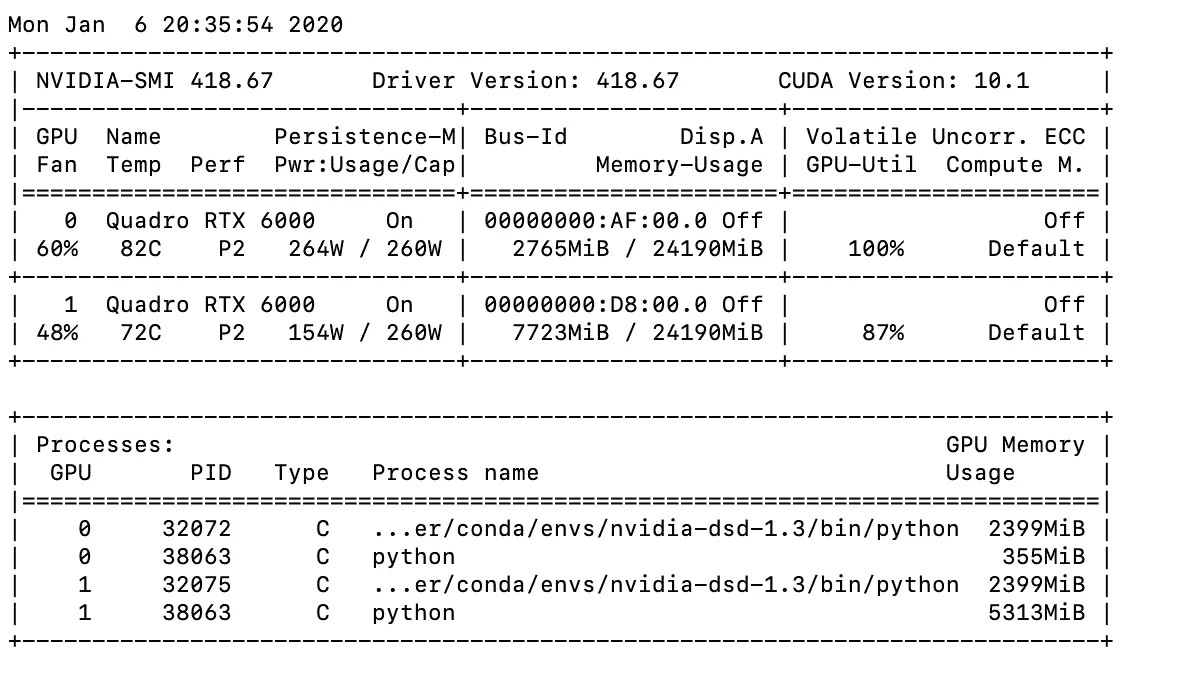 Mon Jan  6 20:35:54 2020
+-----------------------------------------------------------------------------+
| NVIDIA-SMI 418.67       Driver Version: 418.67       CUDA Version: 10.1     |
|-------------------------------+----------------------+----------------------+
| GPU  Name        Persistence-M| Bus-Id        Disp.A | Volatile Uncorr. ECC |
| Fan  Temp  Perf  Pwr:Usage/Cap|         Memory-Usage | GPU-Util  Compute M. |
|===============================+======================+======================|
|   0  Quadro RTX 6000     On   | 00000000:AF:00.0 Off |                  Off |
| 60%   82C    P2   264W / 260W |   2765MiB / 24190MiB |    100%      Default |
+-------------------------------+----------------------+----------------------+
|   1  Quadro RTX 6000     On   | 00000000:D8:00.0 Off |                  Off |
| 48%   72C    P2   154W / 260W |   7723MiB / 24190MiB |     87%      Default |
+-------------------------------+----------------------+----------------------+

+-----------------------------------------------------------------------------+
| Processes:                                                       GPU Memory |
|  GPU       PID   Type   Process name                             Usage      |
|=============================================================================|
|    0     32072      C   ...er/conda/envs/nvidia-dsd-1.3/bin/python  2399MiB |
|    0     38063      C   python                                       355MiB |
|    1     32075      C   ...er/conda/envs/nvidia-dsd-1.3/bin/python  2399MiB |
|    1     38063      C   python                                      5313MiB |
+-----------------------------------------------------------------------------+